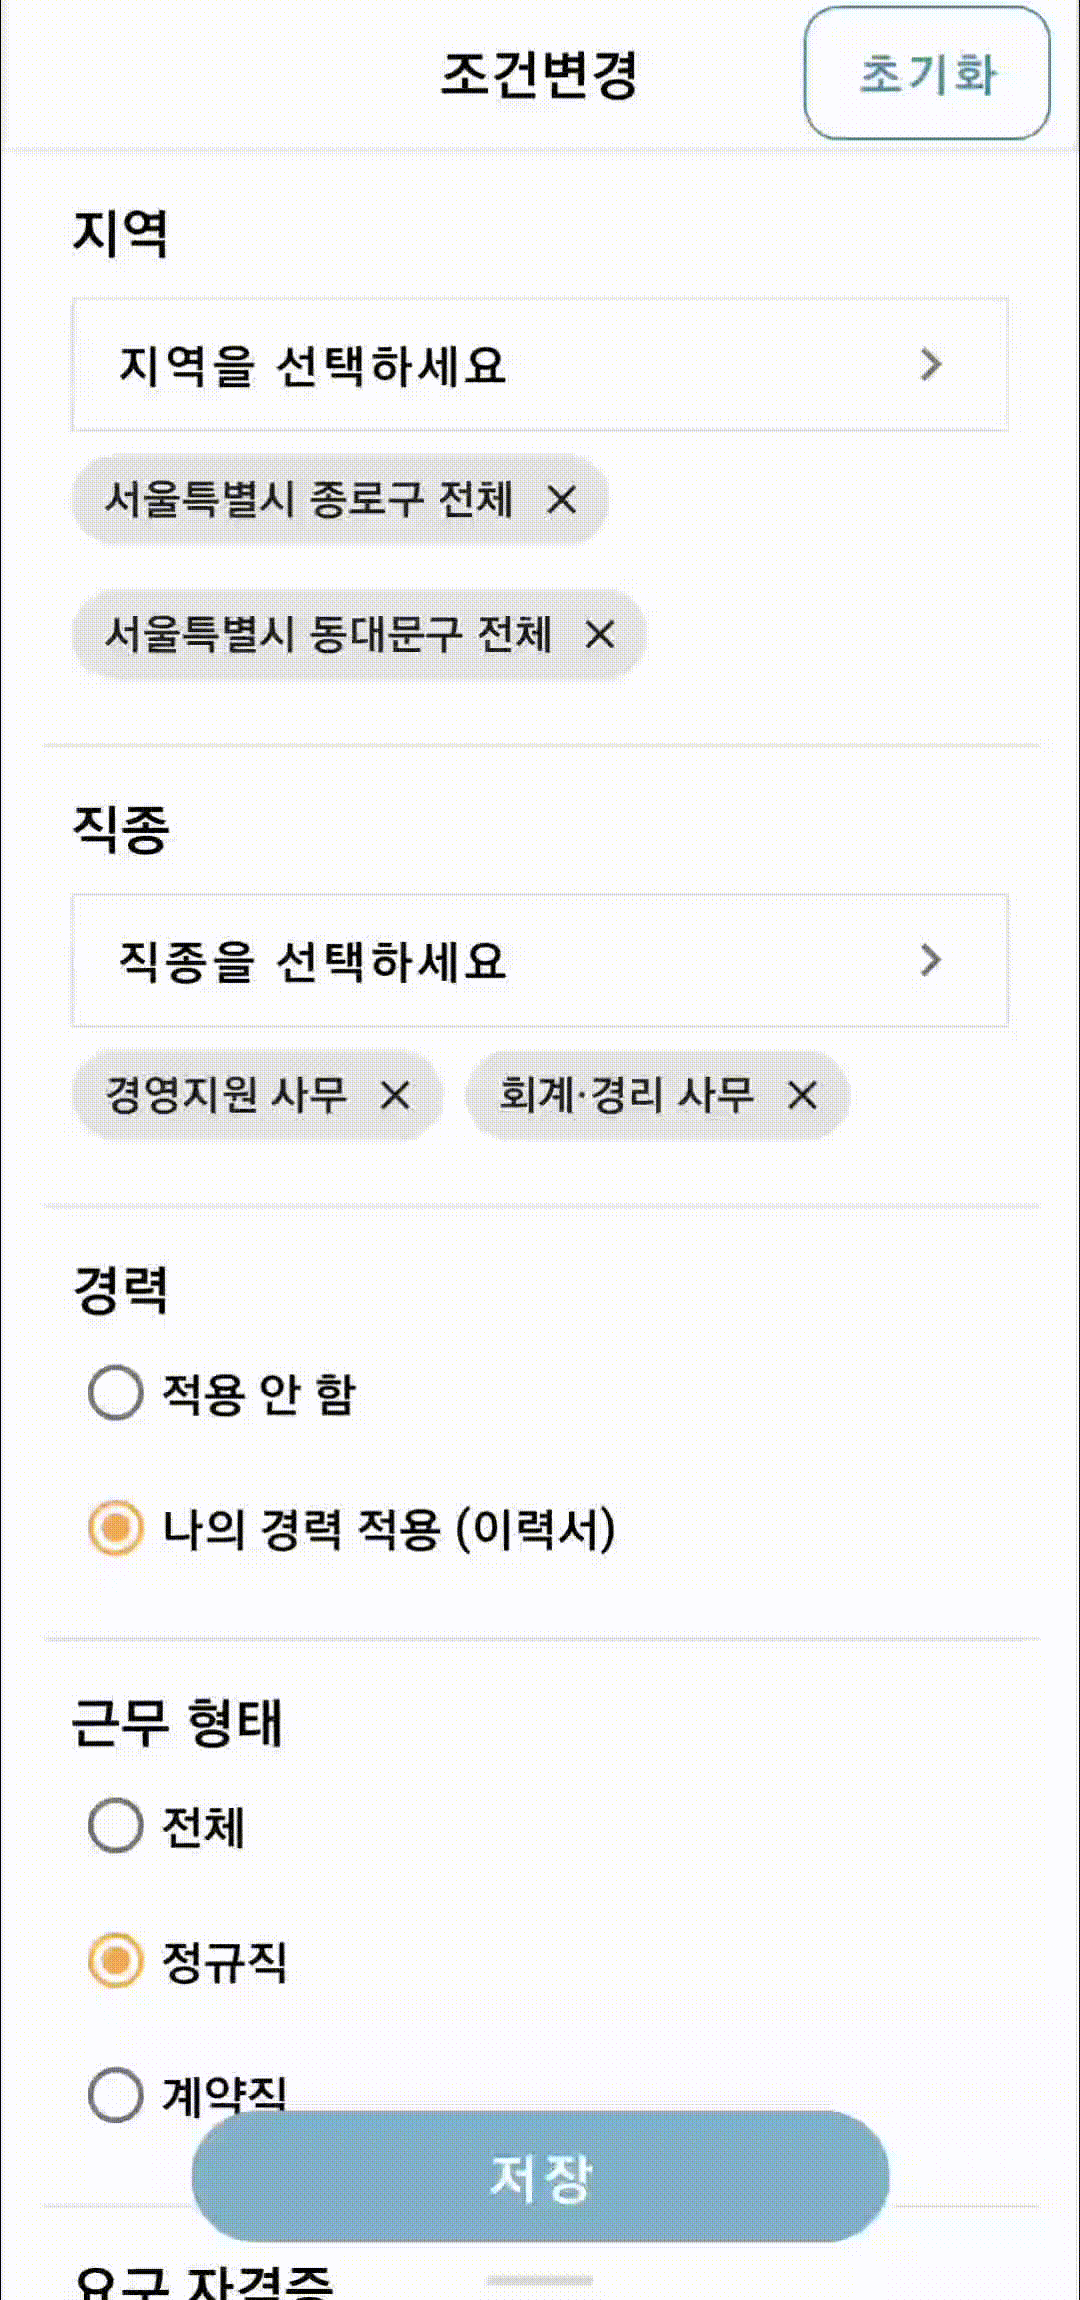 조건변경
초기화
지역
지역을 선택하세요
서울특별시 종로구 전체
서울특별시 동대문구 전체
직종
직종을 선택하세요
경영지원 사무
회계·경리 사무
경력
적용 안 함
나의 경력 적용 (이력서)
근무 형태
전체
정규직
계약직
저장
요구 자격증